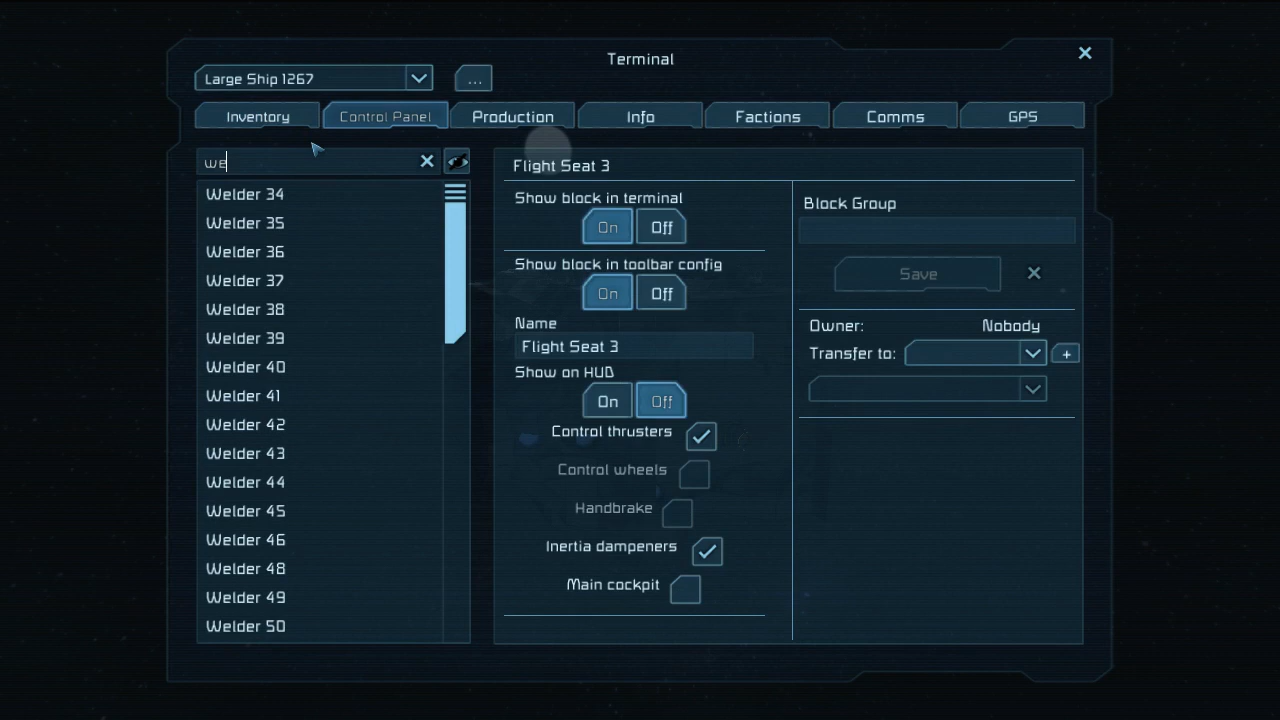 Terminal
Large Ship 1267
...
Inventory
Control Panel
Production
Info
Factions
Comms
GPS
we
Welder 34
Welder 35
Welder 36
Welder 37
Welder 38
Welder 39
Welder 40
Welder 41
Welder 42
Welder 43
Welder 44
Welder 45
Welder 46
Welder 48
Welder 49
Welder 50
Flight Seat 3
Show block in terminal
On Off
Show block in toolbar config
On Off
Name
Flight Seat 3
Show on HUD
On Off
Control thrusters
Control wheels
Handbrake
Inertia dampeners
Main cockpit
Block Group
Save
Owner: Nobody
Transfer to: